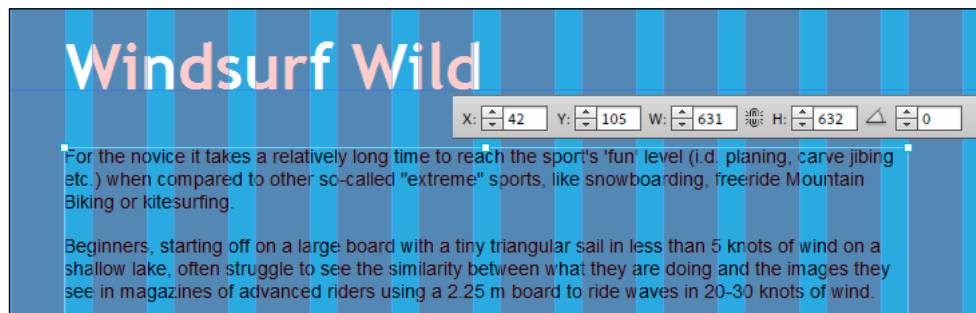 Windsurf Wild
X: 42 Y: 105 W: 631 H: 632 0
For the novice it takes a relatively long time to reach the sport's 'fun' level (i.d. planing, carve jibing
etc.) when compared to other so-called "extreme" sports, like snowboarding, freeride Mountain
Biking or kitesurfing.
Beginners, starting off on a large board with a tiny triangular sail in less than 5 knots of wind on a
shallow lake, often struggle to see the similarity between what they are doing and the images they
see in magazines of advanced riders using a 2.25 m board to ride waves in 20-30 knots of wind.